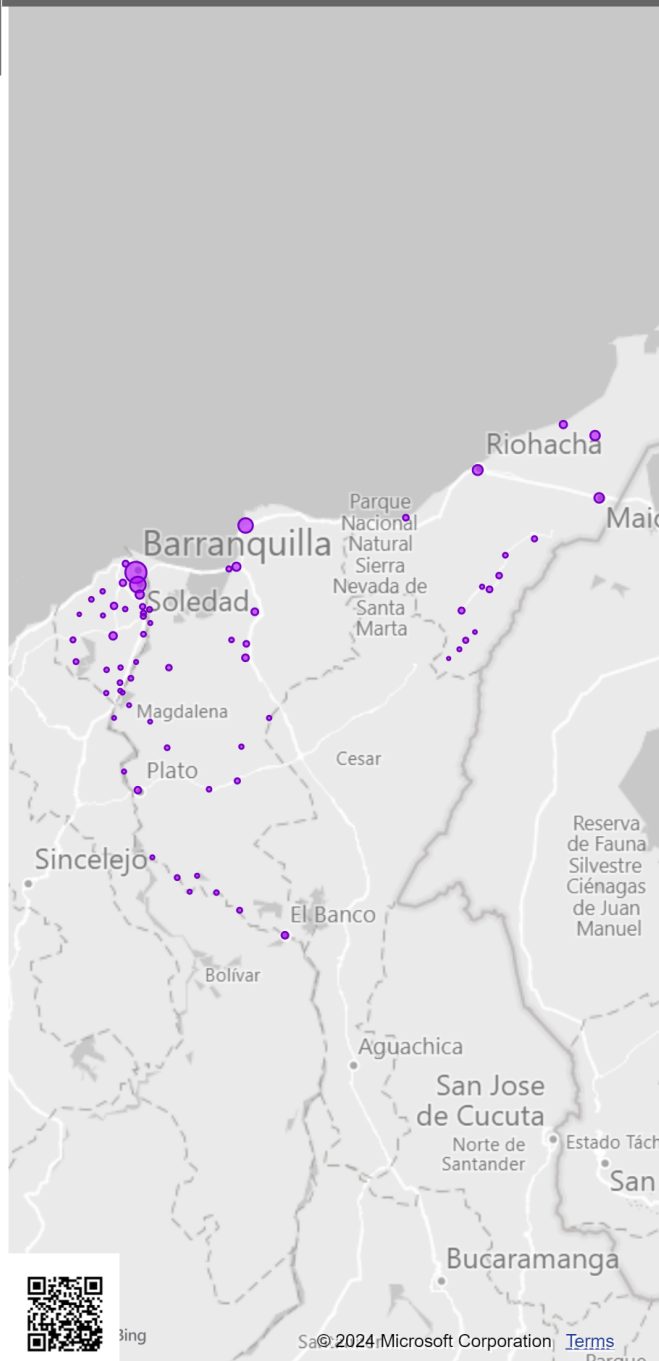 Riohacha
Parque
Nacional
Natural
Sierra
Nevada de
Santa
Marta
Barranquilla
Soledad
Magdalena
Cesar
Plato
Reserva
de Fauna
Silvestre
Ciénagas
de Juan
Manuel
Sincelejo
El Banco
Bolívar
Aguachica
San Jose
de Cucuta
Norte de
Santander
Estado Tách
San
Bucaramanga
Bing
© 2024 Microsoft Corporation Terms
Parque